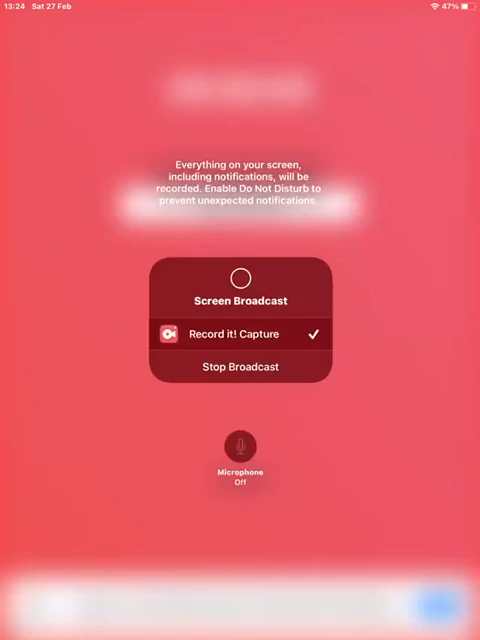 13:24 Sat 27 Feb 47%
Everything on your screen,
including notifications, will be
recorded. Enable Do Not Disturb to
prevent unexpected notifications.
Screen Broadcast
Record it! Capture
Stop Broadcast
Microphone
Off